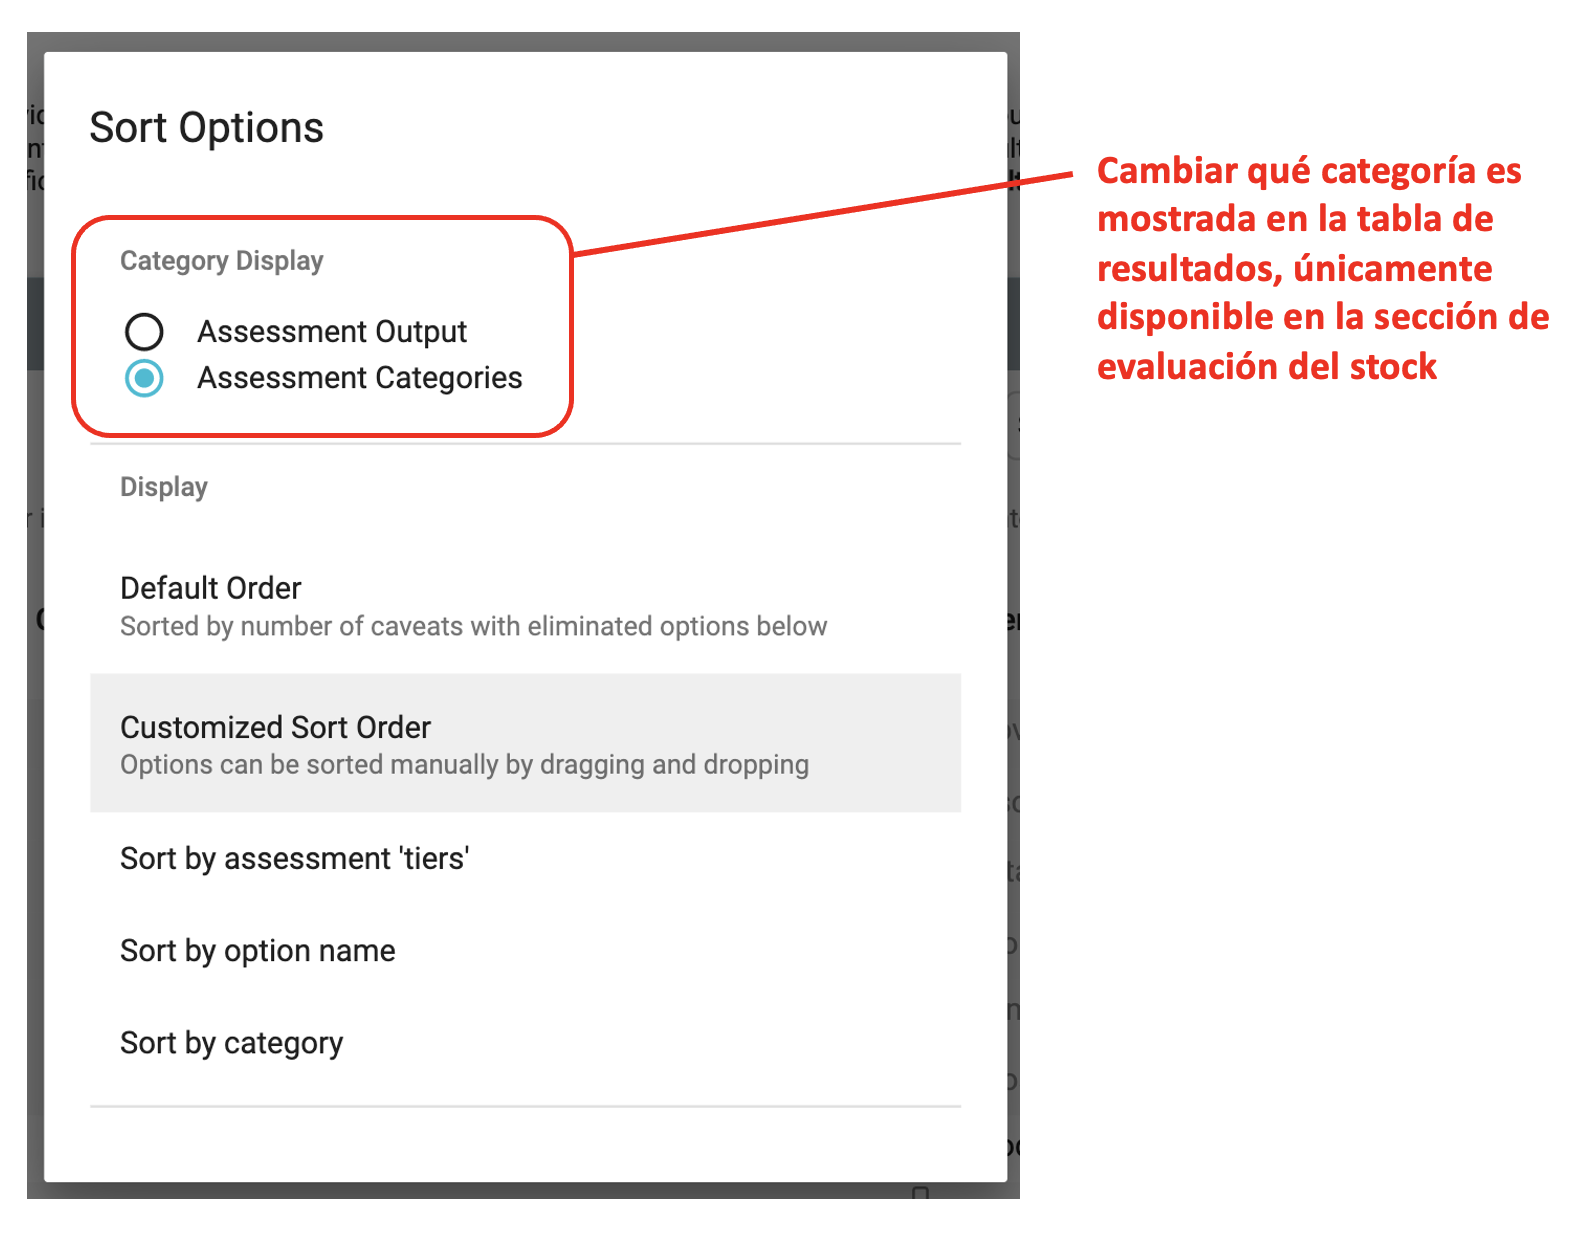 Sort Options
Category Display
Assessment Output
Assessment Categories
Display
Default Order
Sorted by number of caveats with eliminated options below
Customized Sort Order
Options can be sorted manually by dragging and dropping
Sort by assessment 'tiers'
Sort by option name
Sort by category
Cambiar qué categoría es
mostrada en la tabla de
resultados, únicamente
disponible en la sección de
evaluación del stock